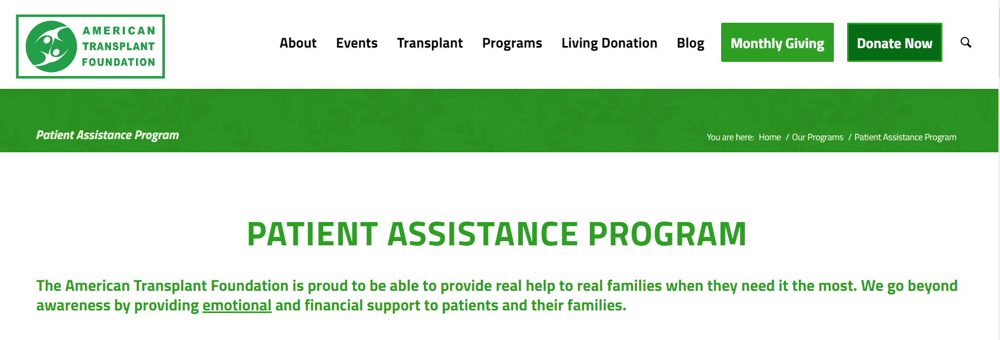 AMERICAN
TRANSPLANT
FOUNDATION
About Events Transplant Programs Living Donation Blog Monthly Giving Donate Now
Patient Assistance Program
You are here: Home / Our Programs / Patient Assistance Program
PATIENT ASSISTANCE PROGRAM
The American Transplant Foundation is proud to be able to provide real help to real families when they need it the most. We go beyond
awareness by providing emotional and financial support to patients and their families.